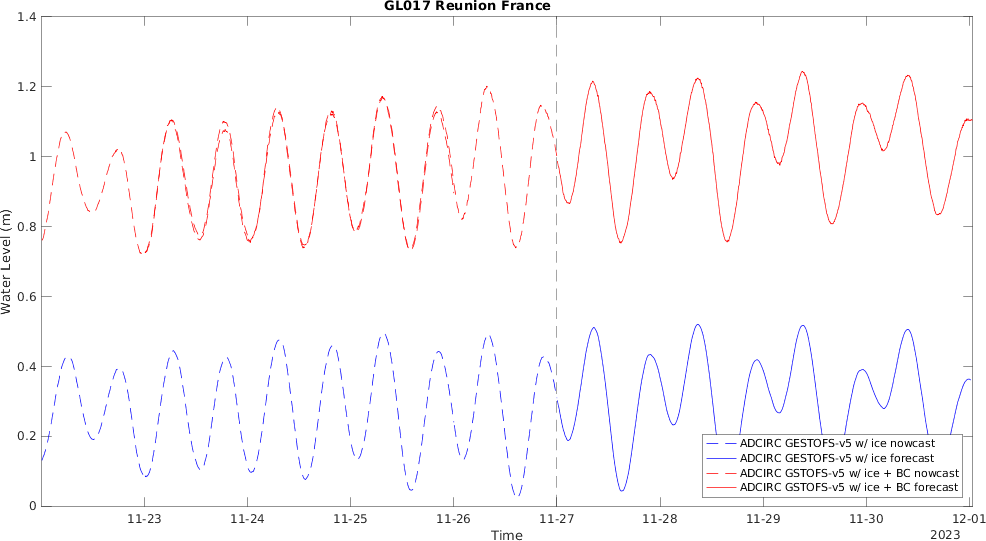 GL017 Reunion France
1.4
1.2
1
0.8
0.6
0.4
0.2
0
Water Level (m)
ADCIRC GESTOFS-v5 w/ ice nowcast
ADCIRC GESTOFS-v5 w/ ice forecast
ADCIRC GSTOFS-v5 w/ ice + BC nowcast
ADCIRC GSTOFS-v5 w/ ice + BC forecast
11-23 11-24 11-25 11-26 11-27 11-28 11-29 11-30 12-01
Time
2023